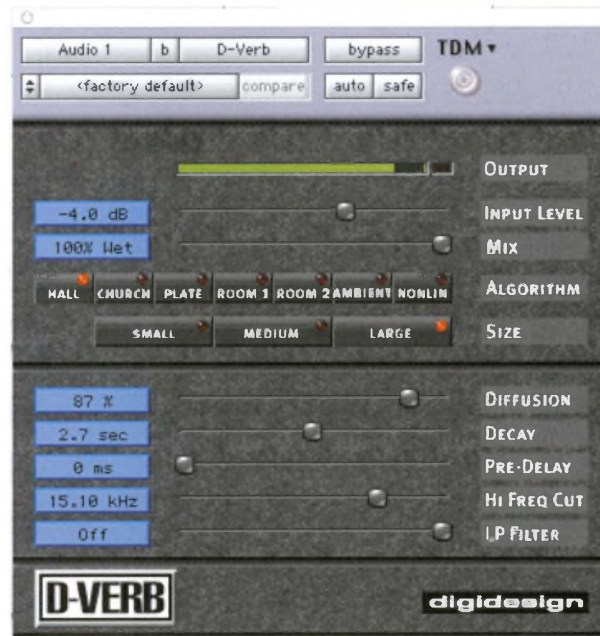 Audio 1 b D-Verb bypass TDM
<factory default> compare auto safe
OUTPUT
-4.0 dB INPUT LEVEL
100% Wet MIX
HALL CHURCH PLATE ROOM 1 ROOM 2 AMBIENT NONLIN ALGORITHM
SMALL MEDIUM LARGE SIZE
87 % DIFFUSION
2.7 sec DECAY
0 ms PRE-DELAY
15.10 kHz HI FREQ CUT
Off LP FILTER
D-VERB digidesign